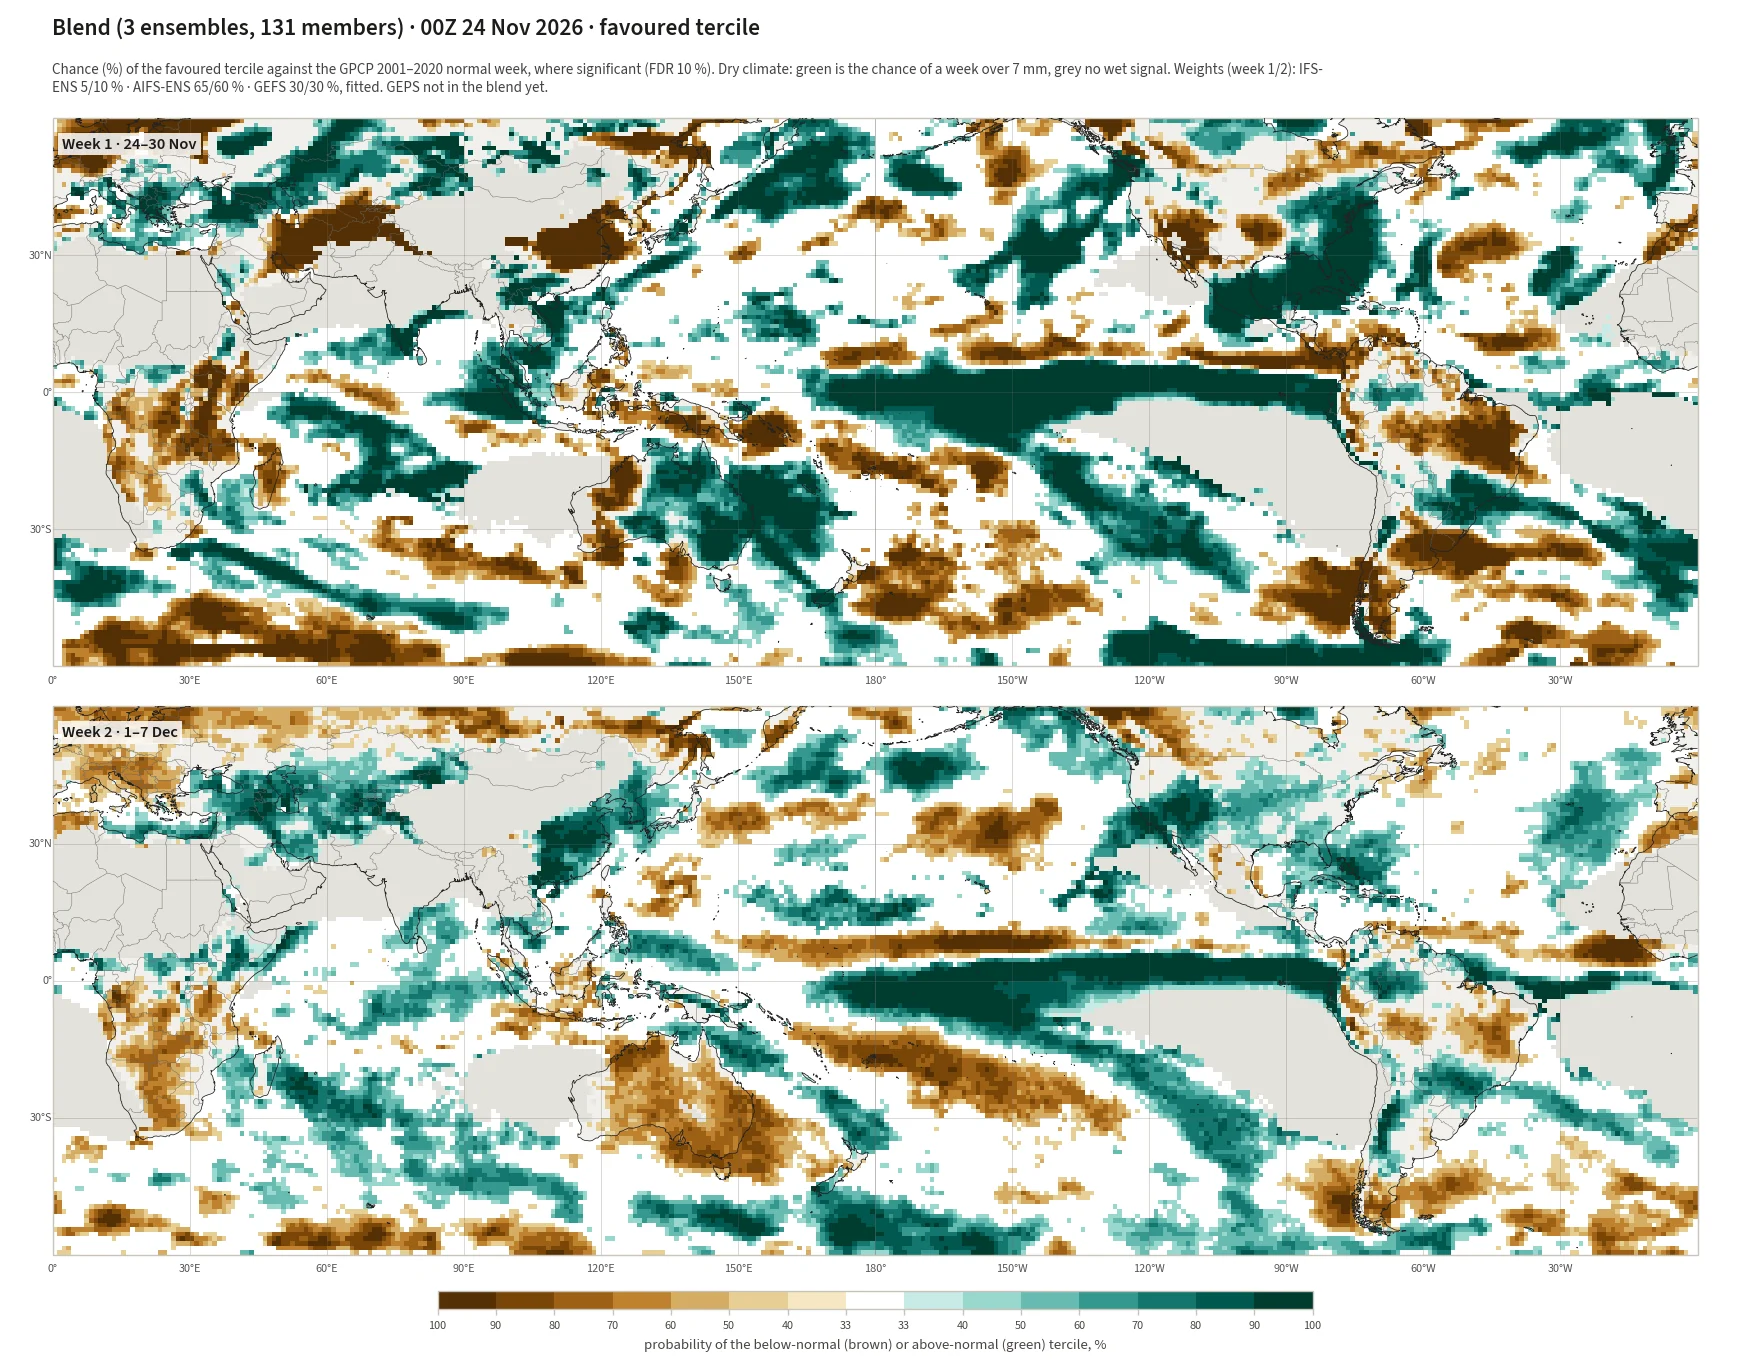 Blend (3 ensembles, 131 members) · 00Z 24 Nov 2026 · favoured tercile
Chance (%) of the favoured tercile against the GPCP 2001–2020 normal week, where significant (FDR 10 %). Dry climate: green is the chance of a week over 7 mm, grey no wet signal. Weights (week 1/2): IFS-
ENS 5/10 % · AIFS-ENS 65/60 % · GEFS 30/30 %, fitted. GEPS not in the blend yet.
Week 1 · 24–30 Nov
30°N
0°
30°S
0° 30°E 60°E 90°E 120°E 150°E 180° 150°W 120°W 90°W 60°W 30°W
Week 2 · 1–7 Dec
30°N
0°
30°S
0° 30°E 60°E 90°E 120°E 150°E 180° 150°W 120°W 90°W 60°W 30°W
100 90 80 70 60 50 40 33 33 40 50 60 70 80 90 100
probability of the below-normal (brown) or above-normal (green) tercile, %